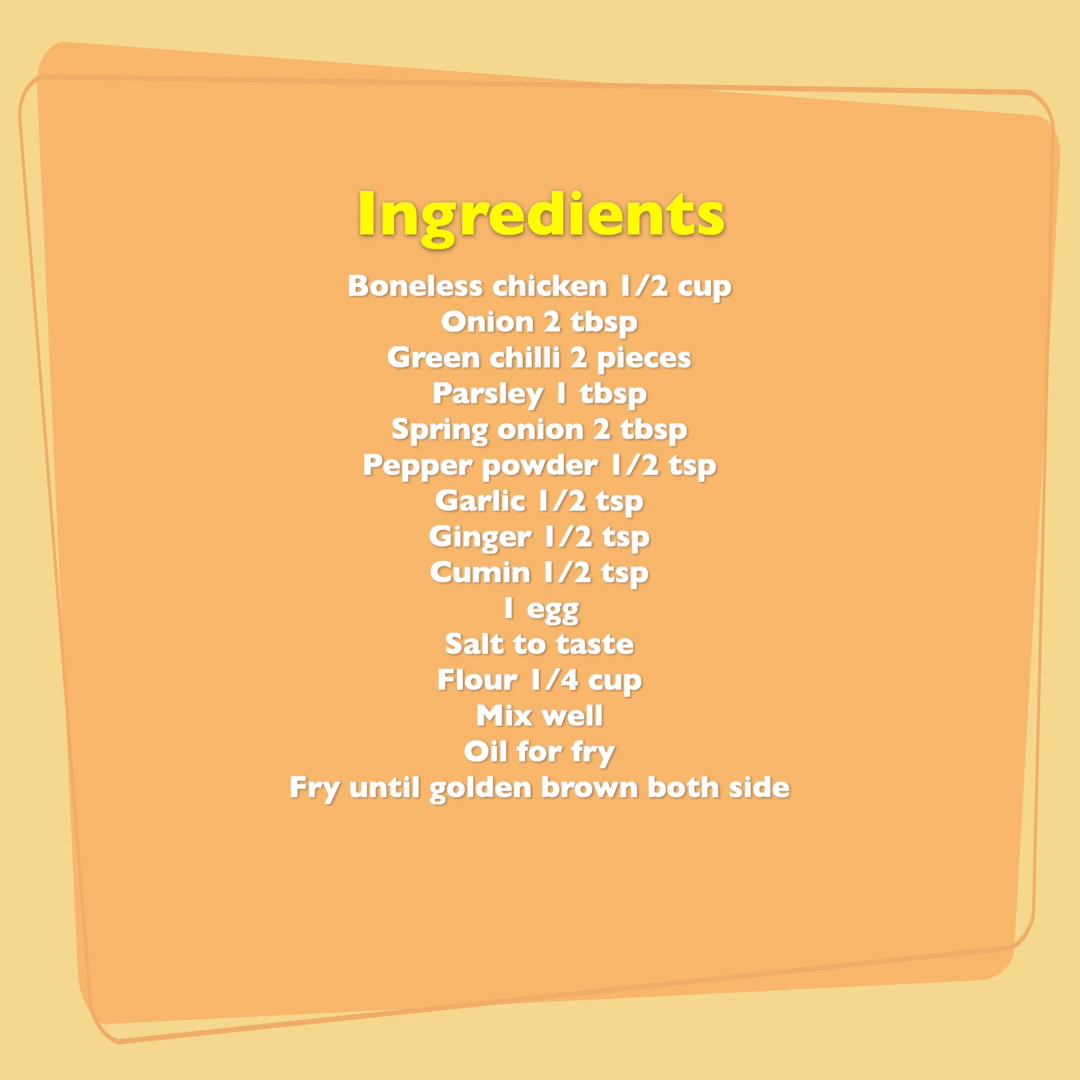 Ingredients
Boneless chicken 1/2 cup
Onion 2 tbsp
Green chilli 2 pieces
Parsley 1 tbsp
Spring onion 2 tbsp
Pepper powder 1/2 tsp
Garlic 1/2 tsp
Ginger 1/2 tsp
Cumin 1/2 tsp
1 egg
Salt to taste
Flour 1/4 cup
Mix well
Oil for fry
Fry until golden brown both side